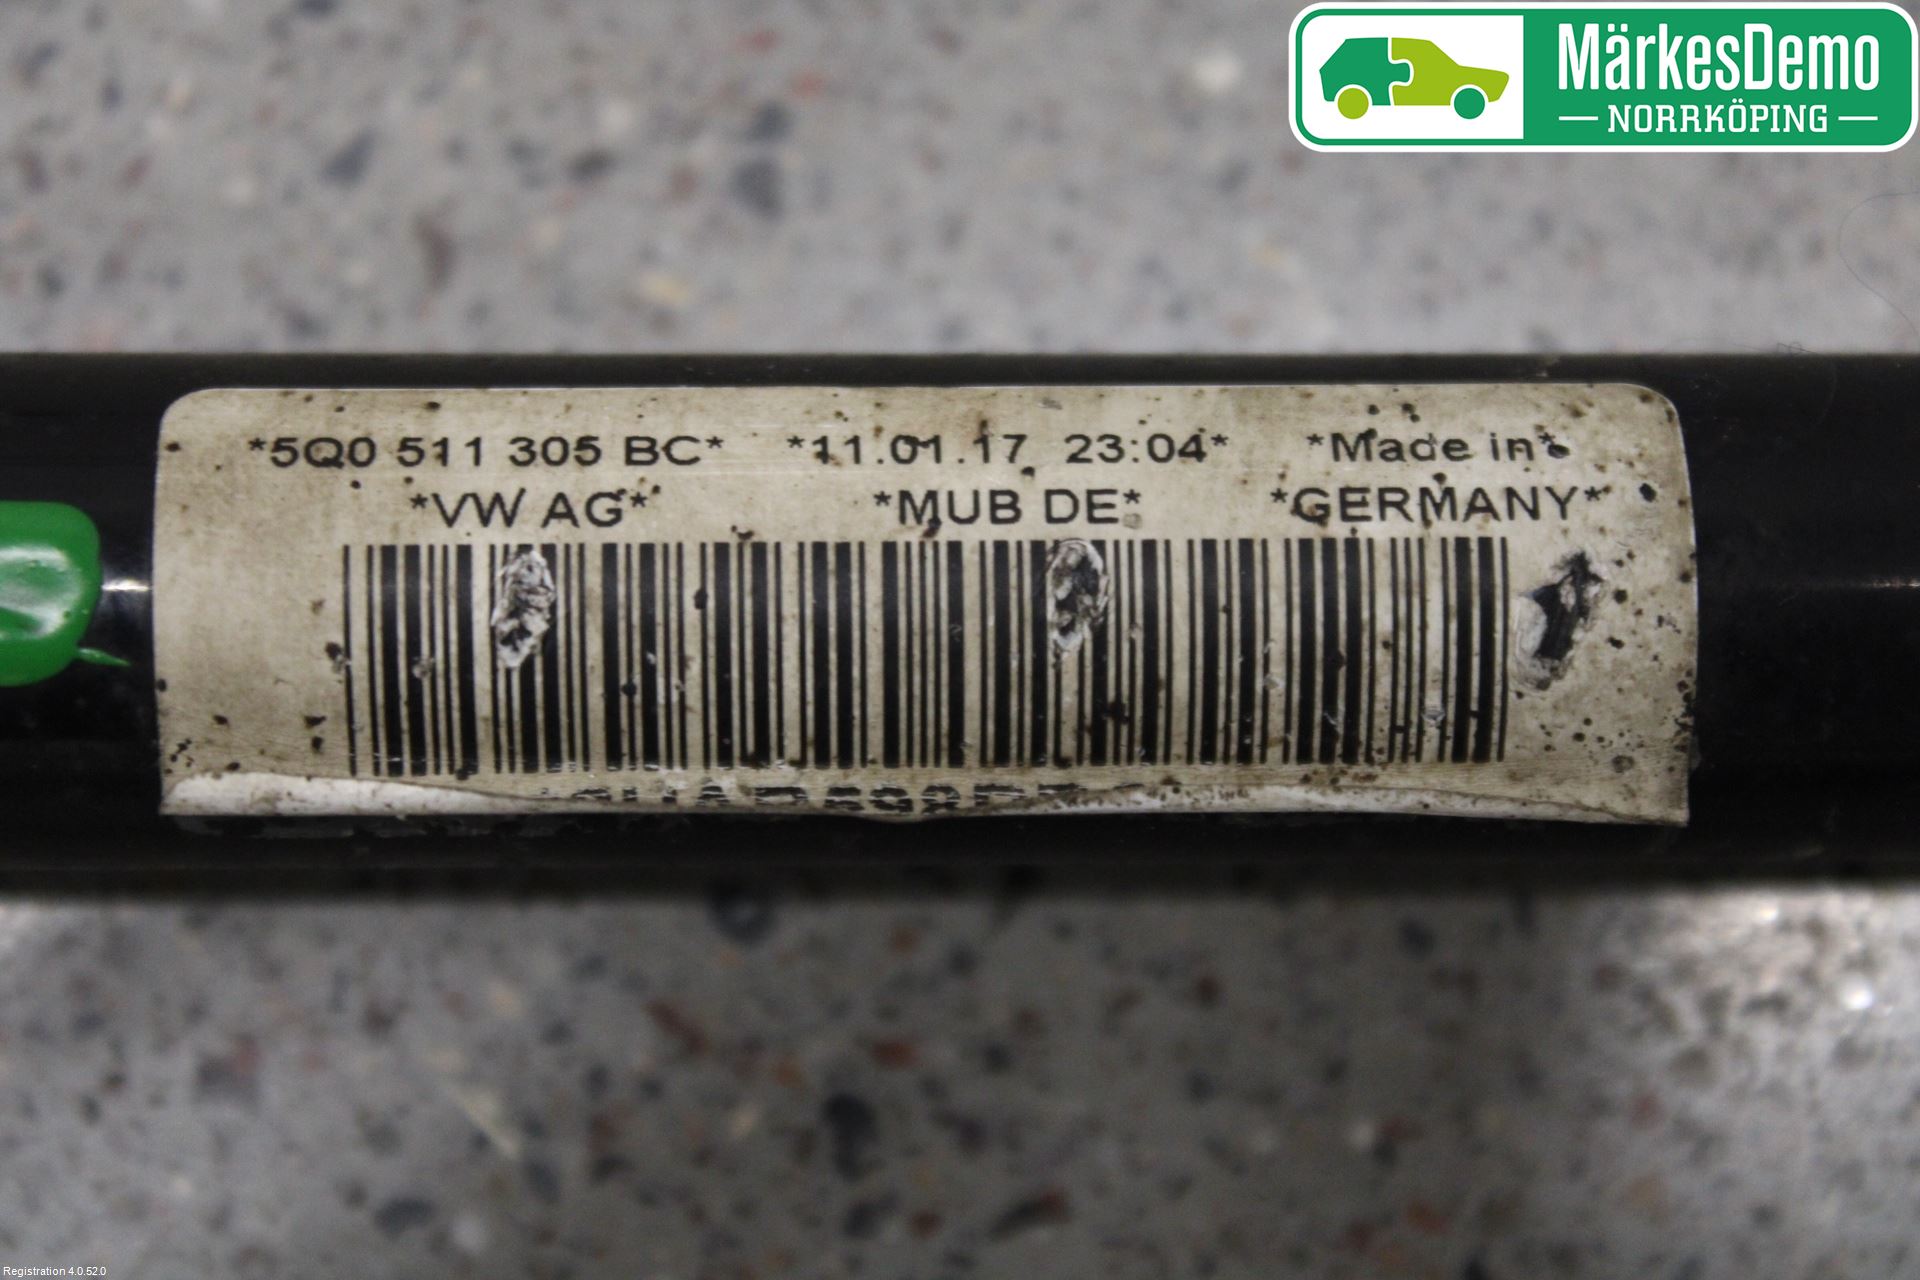 MärkesDemo
NORRKÖPING
*5Q0 511 305 BC* *11.01.17 23:04* *Made in*
*VW AG* *MUB DE* *GERMANY*
Registration 4.0.52.0